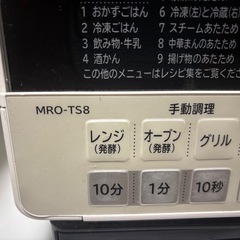 1 おかずごはん 6 冷凍(左)と冷蔵(右)
2 冷凍ごはん 7 スチームあたため
3 飲み物・牛乳 8 中華まんのあたため
4 酒かん 9 揚げ物のあたため
この他のメニューはレシピ集をご覧くだ
MRO-TS8 手動調理
レンジ オーブン グリル
(発酵) (発酵)
10分 1分 10秒